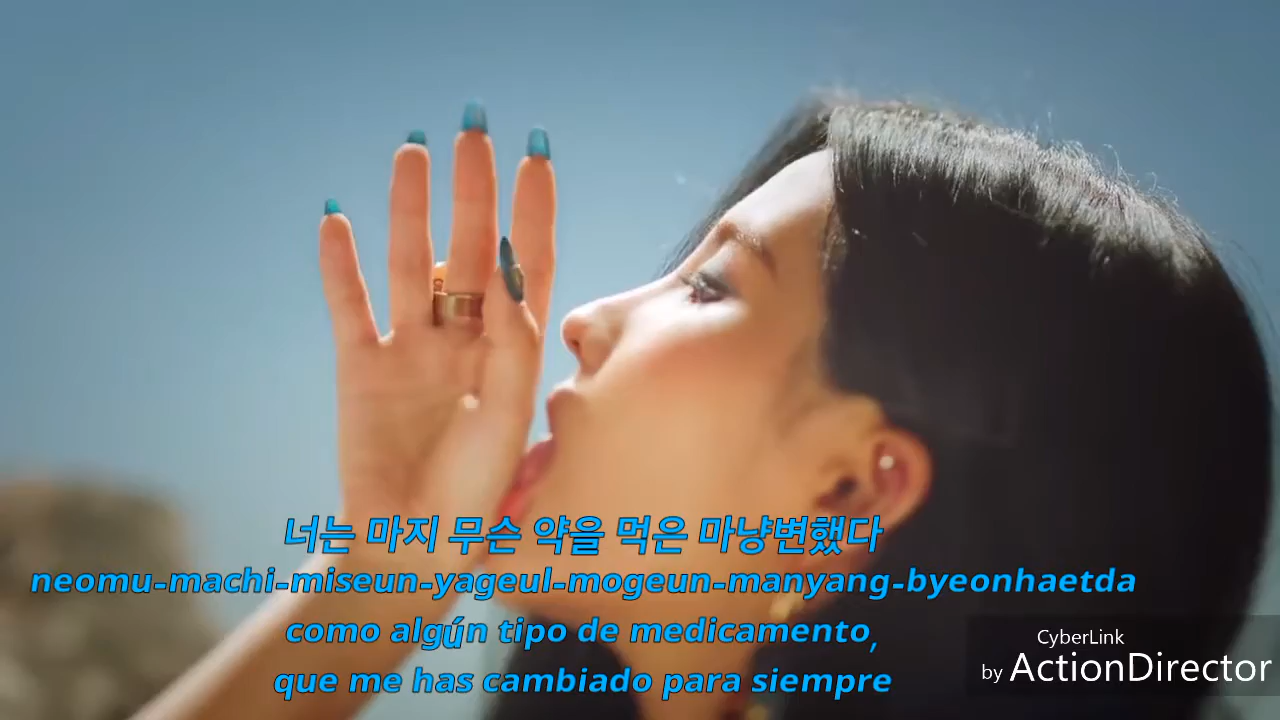 너는 마지 무슨 약을 먹은 마냥변했다
neomu-machi-miseun-yageul-mogeun-manyang-byeonhaetda
como algún tipo de medicamento,
que me has cambiado para siempre
CyberLink
by ActionDirector